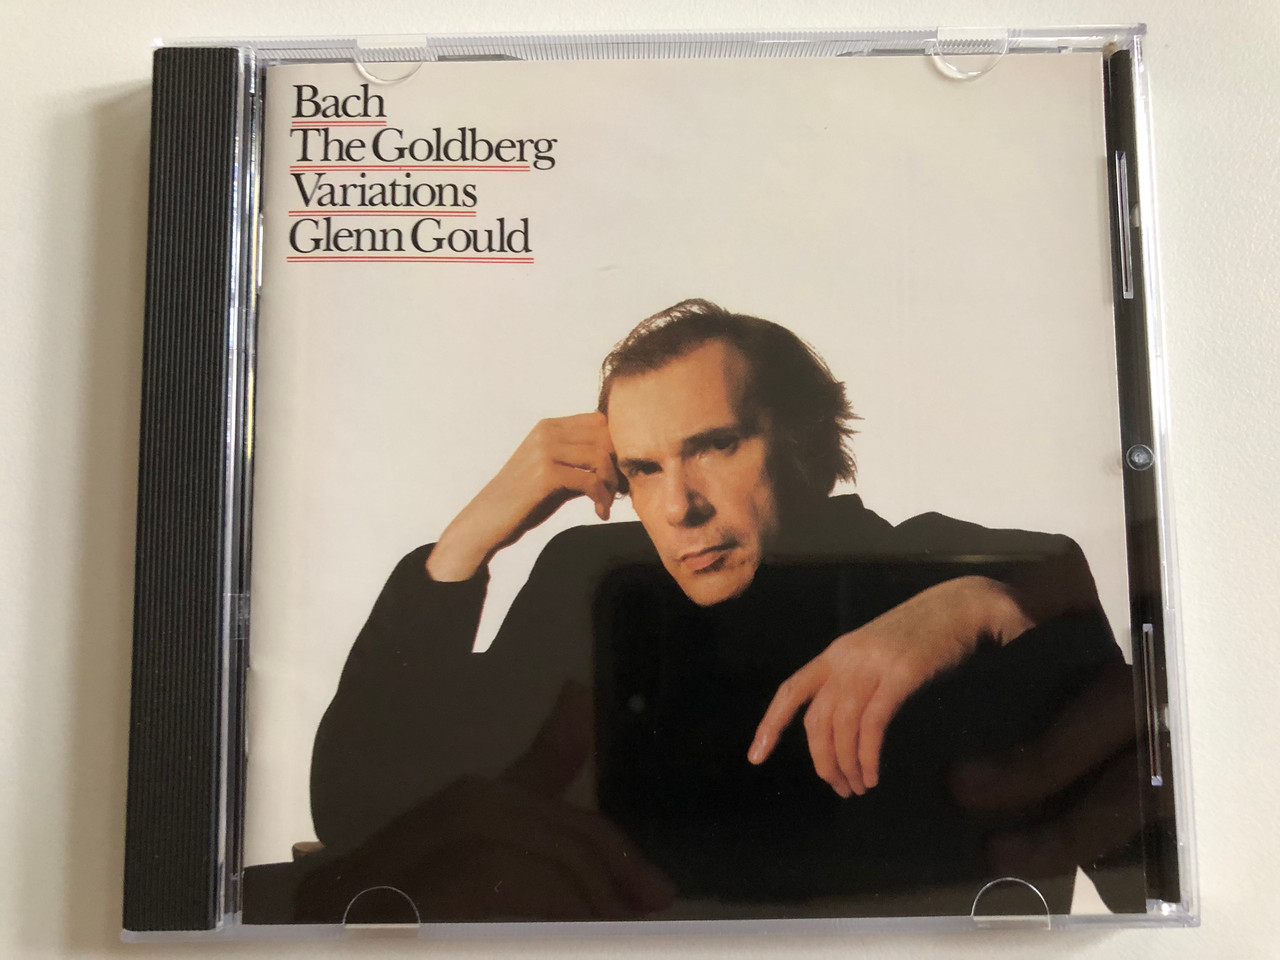 Bach
The Goldberg
Variations
Glenn Gould